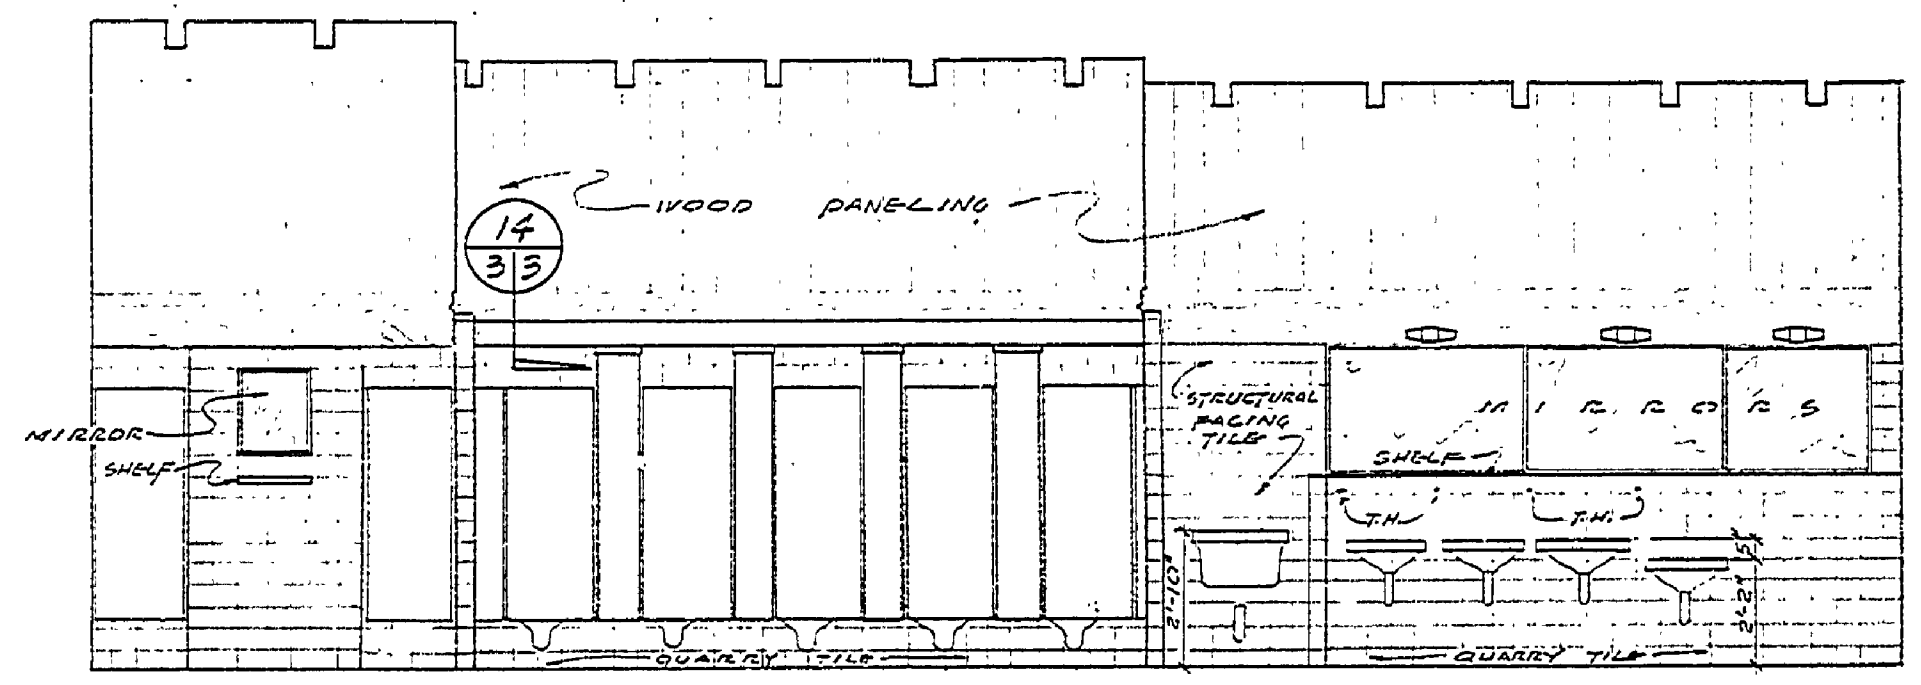 WOOD PANELING
14
3 3
MIRROR
SHELF
STRUCTURAL
FACING
TILE
MIRRORS
SHELF
T.H.
T.H.
2'-10"
5"
2'-2"
QUARRY TILE
QUARRY TILE